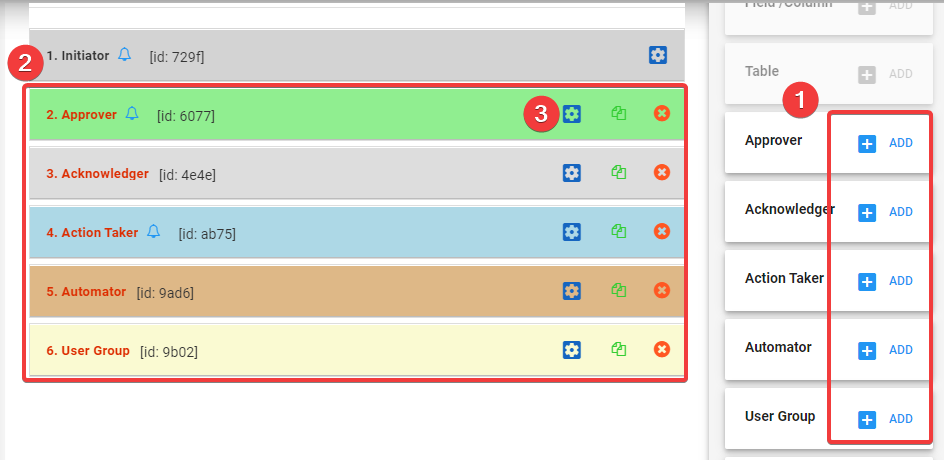 2
1. Initiator [id: 729f]
2. Approver [id: 6077]
3
3. Acknowledger [id: 4e4e]
4. Action Taker [id: ab75]
5. Automator [id: 9ad6]
6. User Group [id: 9b02]
Field /Column ADD
Table ADD
1
Approver ADD
Acknowledger ADD
Action Taker ADD
Automator ADD
User Group ADD